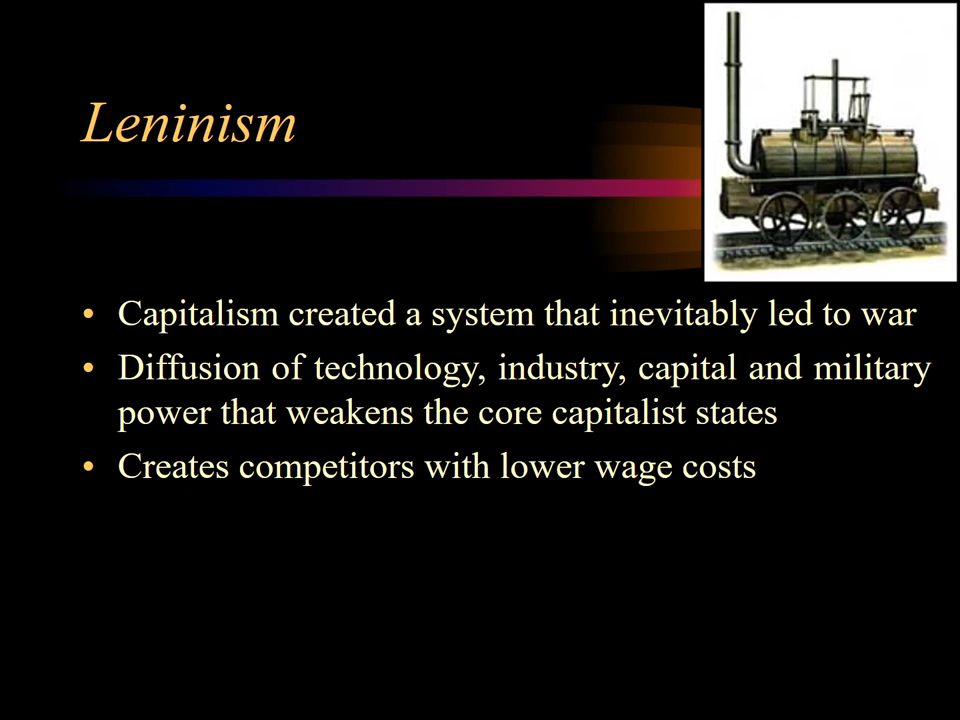 Leninism
• Capitalism created a system that inevitably led to war
• Diffusion of technology, industry, capital and military
power that weakens the core capitalist states
• Creates competitors with lower wage costs